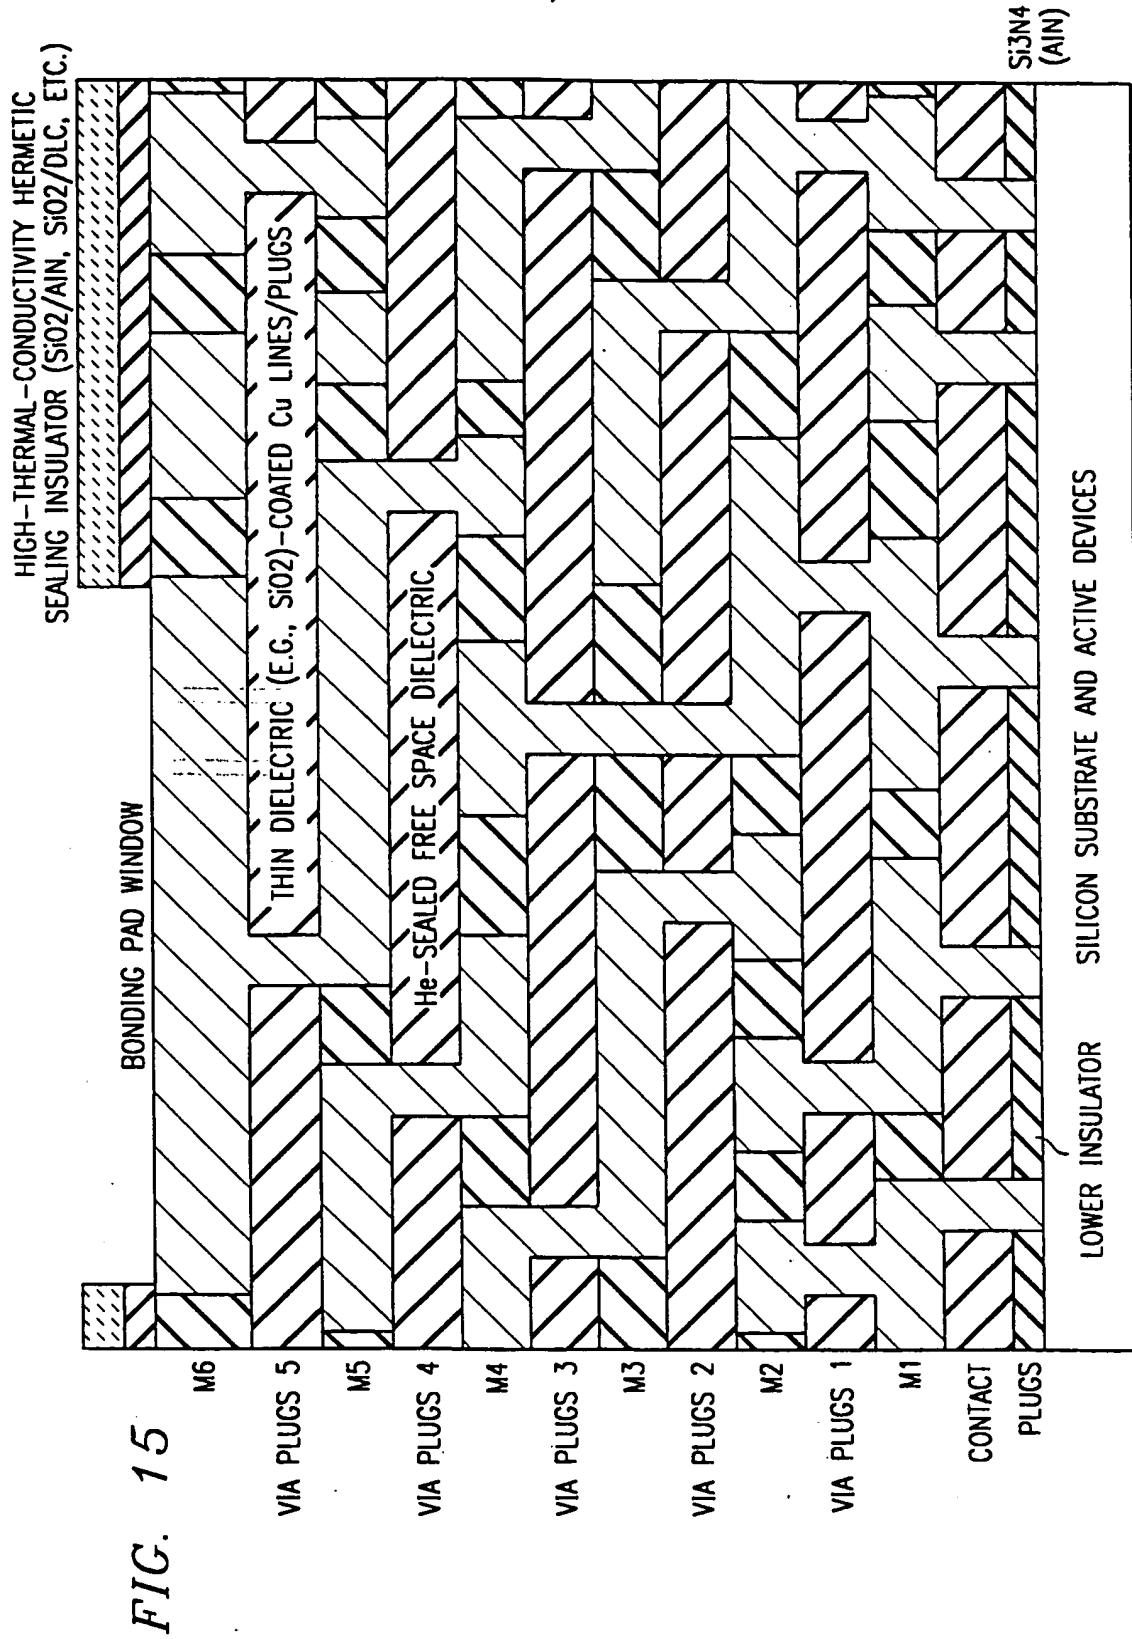 FIG. 15
HIGH-THERMAL-CONDUCTIVITY HERMETIC
SEALING INSULATOR (SiO2/AlN, SiO2/DLC, ETC.)
BONDING PAD WINDOW
M6
VIA PLUGS 5
THIN DIELECTRIC (E.G., SiO2)-COATED Cu LINES/PLUGS
M5
VIA PLUGS 4
He-SEALED FREE SPACE DIELECTRIC
M4
VIA PLUGS 3
M3
VIA PLUGS 2
M2
VIA PLUGS 1
M1
CONTACT
PLUGS
Si3N4
(AlN)
LOWER INSULATOR
SILICON SUBSTRATE AND ACTIVE DEVICES